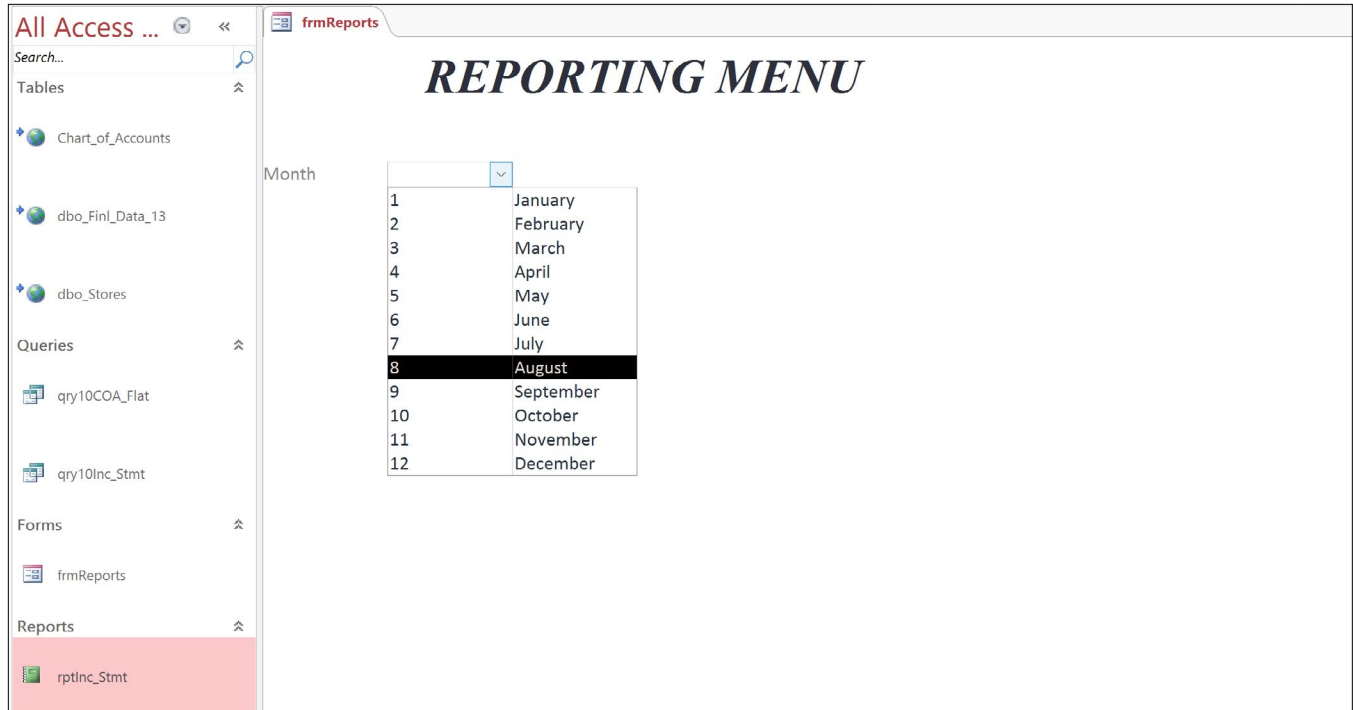 All Access ...
Search...
Tables
Chart_of_Accounts
dbo_Finl_Data_13
dbo_Stores
Queries
qry10COA_Flat
qry10Inc_Stmt
Forms
frmReports
Reports
rptInc_Stmt
frmReports
REPORTING MENU
Month
1 January
2 February
3 March
4 April
5 May
6 June
7 July
8 August
9 September
10 October
11 November
12 December